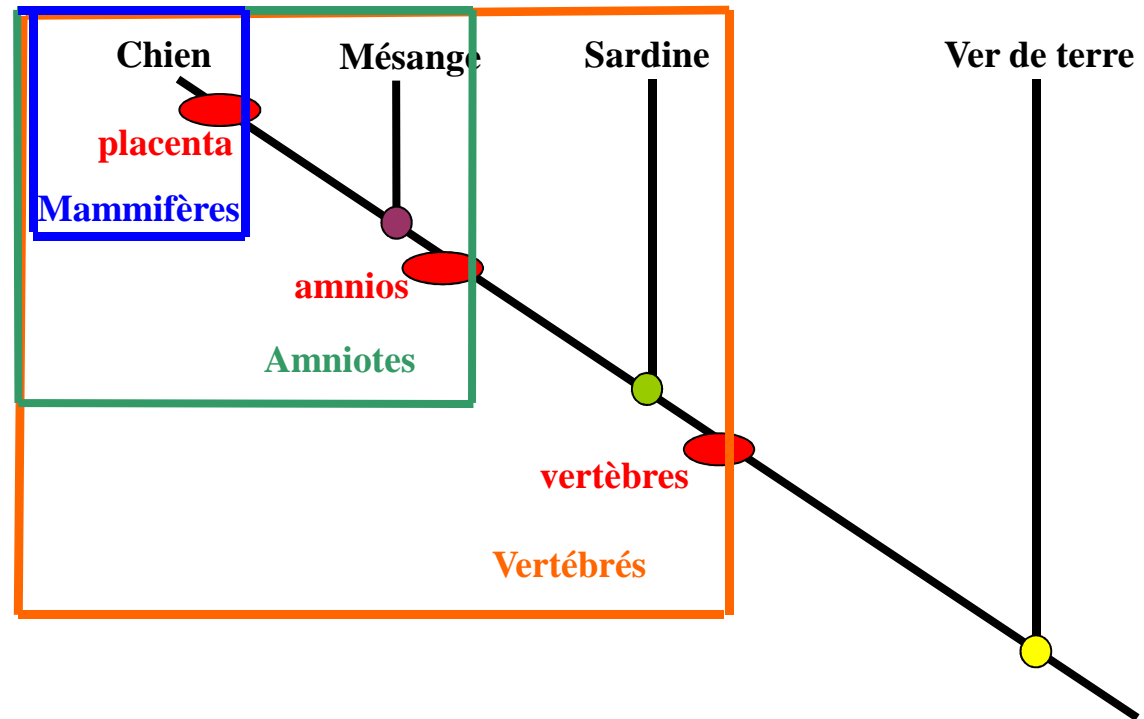 Chien Mésange Sardine Ver de terre
placenta
Mammifères
amnios
Amniotes
vertèbres
Vertébrés